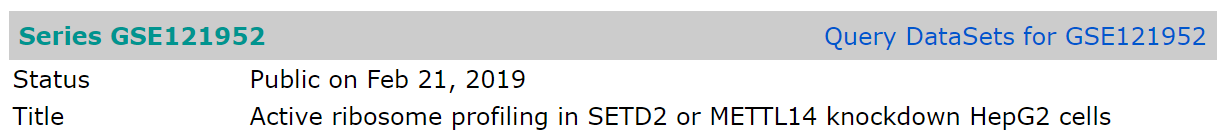 Series GSE121952 Query DataSets for GSE121952
Status Public on Feb 21, 2019
Title Active ribosome profiling in SETD2 or METTL14 knockdown HepG2 cells